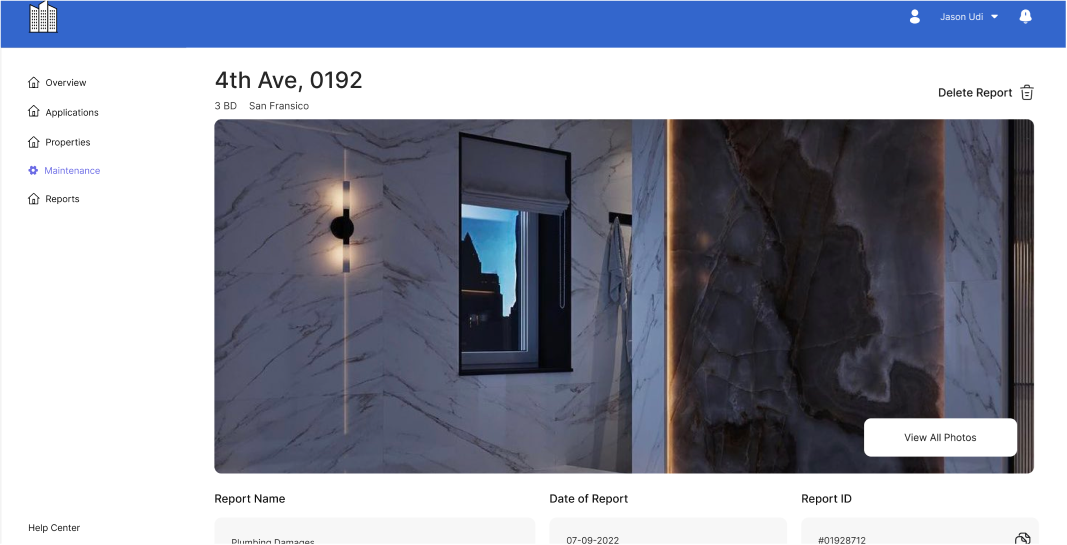 Jason Udi
Overview
Applications
Properties
Maintenance
Reports
Help Center
4th Ave, 0192
3 BD San Fransico
Delete Report
View All Photos
Report Name
Date of Report
Report ID
Plumbing Damages
07-09-2022
#01928712